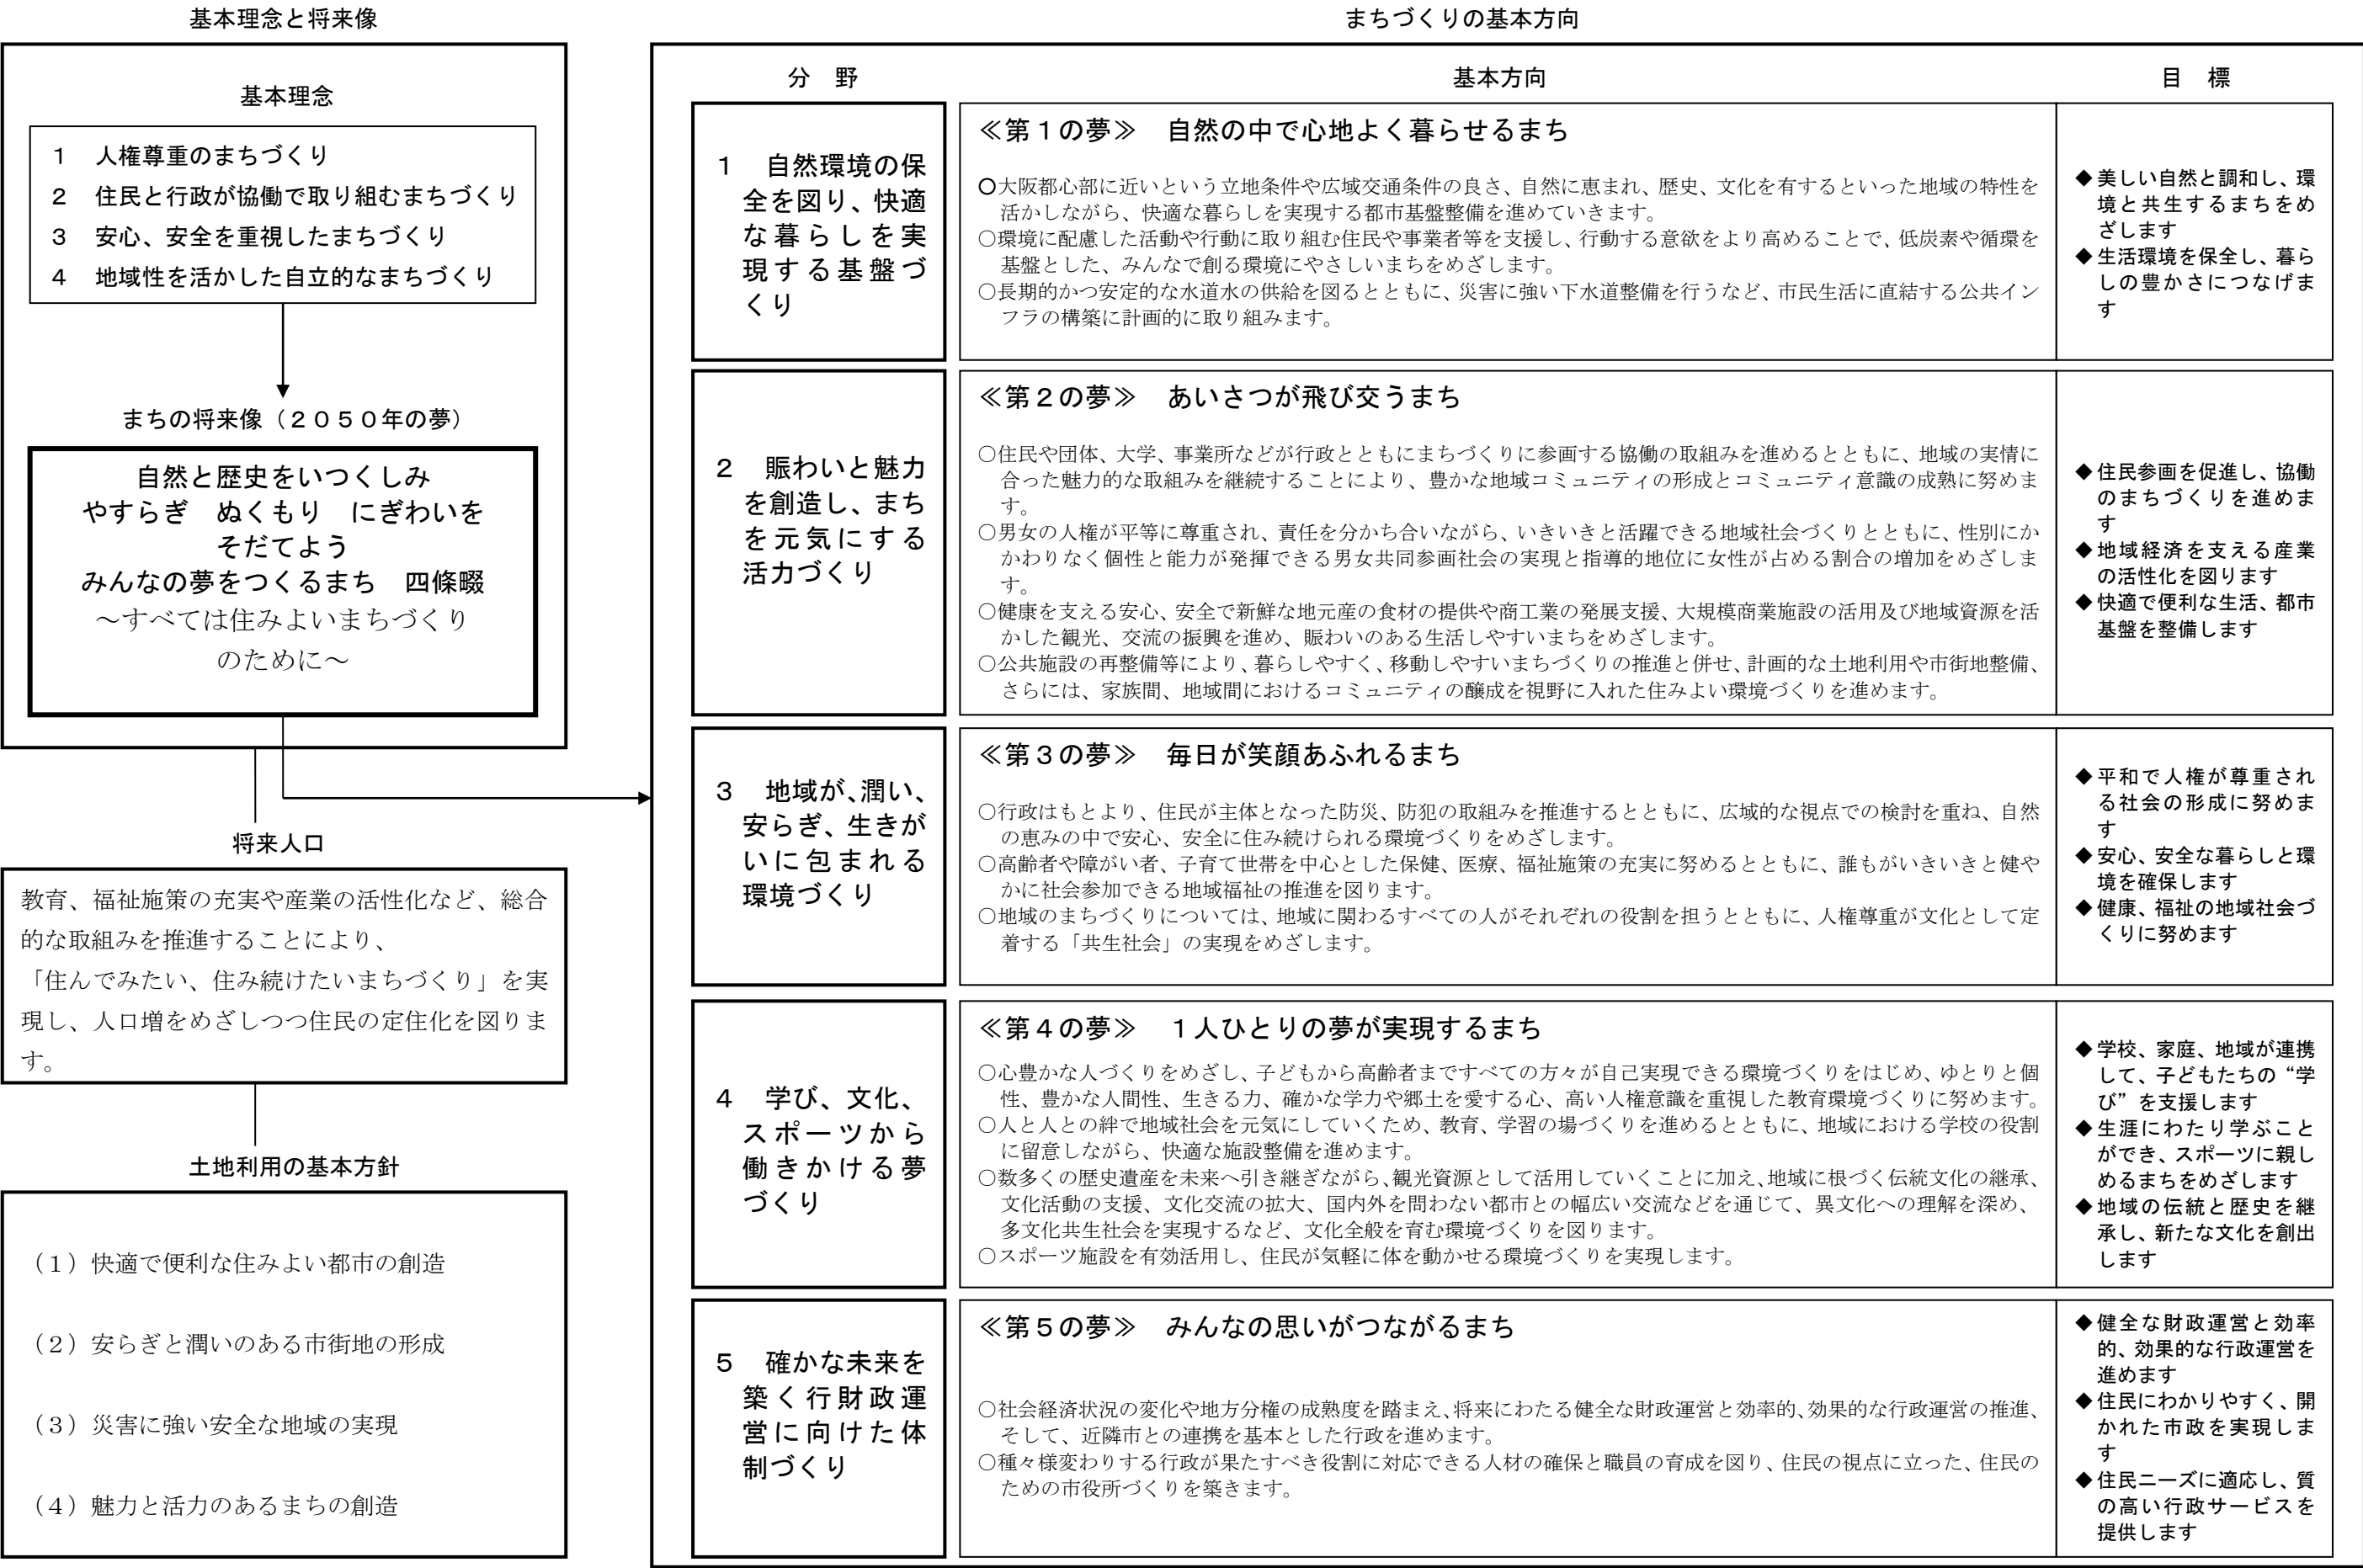 基本理念と将来像
基本理念
1　人権尊重のまちづくり
2　住民と行政が協働で取り組むまちづくり
3　安心、安全を重視したまちづくり
4　地域性を活かした自立的なまちづくり
まちの将来像（２０５０年の夢）
自然と歴史をいつくしみ
やすらぎ　ぬくもり　にぎわいを
そだてよう
みんなの夢をつくるまち　四條畷
～すべては住みよいまちづくり
のために～
将来人口
教育、福祉施策の充実や産業の活性化など、総合
的な取組みを推進することにより、
「住んでみたい、住み続けたいまちづくり」を実
現し、人口増をめざしつつ住民の定住化を図りま
す。
土地利用の基本方針
（１）快適で便利な住みよい都市の創造
（２）安らぎと潤いのある市街地の形成
（３）災害に強い安全な地域の実現
（４）魅力と活力のあるまちの創造
まちづくりの基本方向
分　野
基本方向
目　標
1　自然環境の保
全を図り、快適
な暮らしを実
現する基盤づ
くり
≪第１の夢≫　自然の中で心地よく暮らせるまち
○大阪都心部に近いという立地条件や広域交通条件の良さ、自然に恵まれ、歴史、文化を有するといった地域の特性を
活かしながら、快適な暮らしを実現する都市基盤整備を進めていきます。
○環境に配慮した活動や行動に取り組む住民や事業者等を支援し、行動する意欲をより高めることで、低炭素や循環を
基盤とした、みんなで創る環境にやさしいまちをめざします。
○長期的かつ安定的な水道水の供給を図るとともに、災害に強い下水道整備を行うなど、市民生活に直結する公共イン
フラの構築に計画的に取り組みます。
◆美しい自然と調和し、環
境と共生するまちをめ
ざします
◆生活環境を保全し、暮ら
しの豊かさにつなげま
す
2　賑わいと魅力
を創造し、まち
を元気にする
活力づくり
≪第２の夢≫　あいさつが飛び交うまち
○住民や団体、大学、事業所などが行政とともにまちづくりに参画する協働の取組みを進めるとともに、地域の実情に
合った魅力的な取組みを継続することにより、豊かな地域コミュニティの形成とコミュニティ意識の成熟に努めま
す。
○男女の人権が平等に尊重され、責任を分かち合いながら、いきいきと活躍できる地域社会づくりとともに、性別にか
かわりなく個性と能力が発揮できる男女共同参画社会の実現と指導的地位に女性が占める割合の増加をめざしま
す。
○健康を支える安心、安全で新鮮な地元産の食材の提供や商工業の発展支援、大規模商業施設の活用及び地域資源を活
かした観光、交流の振興を進め、賑わいのある生活しやすいまちをめざします。
○公共施設の再整備等により、暮らしやすく、移動しやすいまちづくりの推進と併せ、計画的な土地利用や市街地整備、
さらには、家族間、地域間におけるコミュニティの醸成を視野に入れた住みよい環境づくりを進めます。
◆住民参画を促進し、協働
のまちづくりを進めま
す
◆地域経済を支える産業
の活性化を図ります
◆快適で便利な生活、都市
基盤を整備します
3　地域が、潤い、
安らぎ、生きが
いに包まれる
環境づくり
≪第３の夢≫　毎日が笑顔あふれるまち
○行政はもとより、住民が主体となった防災、防犯の取組みを推進するとともに、広域的な視点での検討を重ね、自然
の恵みの中で安心、安全に住み続けられる環境づくりをめざします。
○高齢者や障がい者、子育て世帯を中心とした保健、医療、福祉施策の充実に努めるとともに、誰もがいきいきと健や
かに社会参加できる地域福祉の推進を図ります。
○地域のまちづくりについては、地域に関わるすべての人がそれぞれの役割を担うとともに、人権尊重が文化として定
着する「共生社会」の実現をめざします。
◆平和で人権が尊重され
る社会の形成に努めま
す
◆安心、安全な暮らしと環
境を確保します
◆健康、福祉の地域社会づ
くりに努めます
4　学び、文化、
スポーツから
働きかける夢
づくり
≪第４の夢≫　１人ひとりの夢が実現するまち
○心豊かな人づくりをめざし、子どもから高齢者まですべての方々が自己実現できる環境づくりをはじめ、ゆとりと個
性、豊かな人間性、生きる力、確かな学力や郷土を愛する心、高い人権意識を重視した教育環境づくりに努めます。
○人と人との絆で地域社会を元気にしていくため、教育、学習の場づくりを進めるとともに、地域における学校の役割
に留意しながら、快適な施設整備を進めます。
○数多くの歴史遺産を未来へ引き継ぎながら、観光資源として活用していくことに加え、地域に根づく伝統文化の継承、
文化活動の支援、文化交流の拡大、国内外を問わない都市との幅広い交流などを通じて、異文化への理解を深め、
多文化共生社会を実現するなど、文化全般を育む環境づくりを図ります。
○スポーツ施設を有効活用し、住民が気軽に体を動かせる環境づくりを実現します。
◆学校、家庭、地域が連携
して、子どもたちの“学
び”を支援します
◆生涯にわたり学ぶこと
ができ、スポーツに親し
めるまちをめざします
◆地域の伝統と歴史を継
承し、新たな文化を創出
します
5　確かな未来を
築く行財政運
営に向けた体
制づくり
≪第５の夢≫　みんなの思いがつながるまち
○社会経済状況の変化や地方分権の成熟度を踏まえ、将来にわたる健全な財政運営と効率的、効果的な行政運営の推進、
そして、近隣市との連携を基本とした行政を進めます。
○種々様変わりする行政が果たすべき役割に対応できる人材の確保と職員の育成を図り、住民の視点に立った、住民の
ための市役所づくりを築きます。
◆健全な財政運営と効率
的、効果的な行政運営を
進めます
◆住民にわかりやすく、開
かれた市政を実現しま
す
◆住民ニーズに適応し、質
の高い行政サービスを
提供します